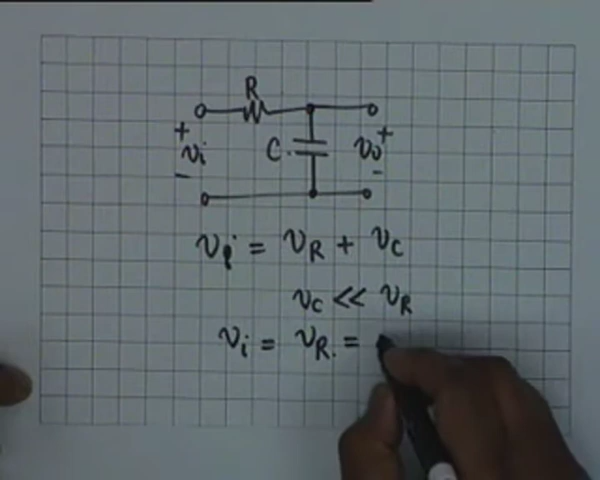 R
+ vi - C + vo -
vi = vR + vC
vC << vR
vi = vR. =